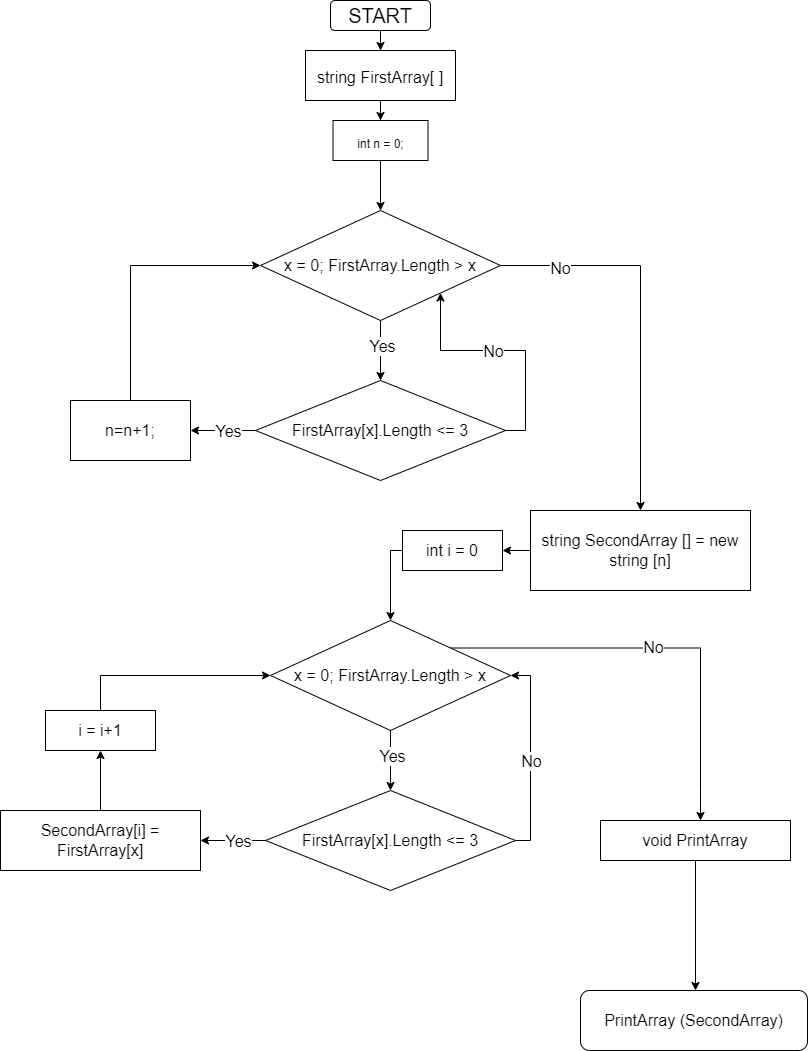 START
string FirstArray[ ]
int n = 0;
x = 0; FirstArray.Length > x
No
Yes
No
n=n+1;
Yes
FirstArray[x].Length <= 3
string SecondArray [] = new
string [n]
int i = 0
x = 0; FirstArray.Length > x
No
i = i+1
Yes
No
SecondArray[i] =
FirstArray[x]
Yes
FirstArray[x].Length <= 3
void PrintArray
PrintArray (SecondArray)